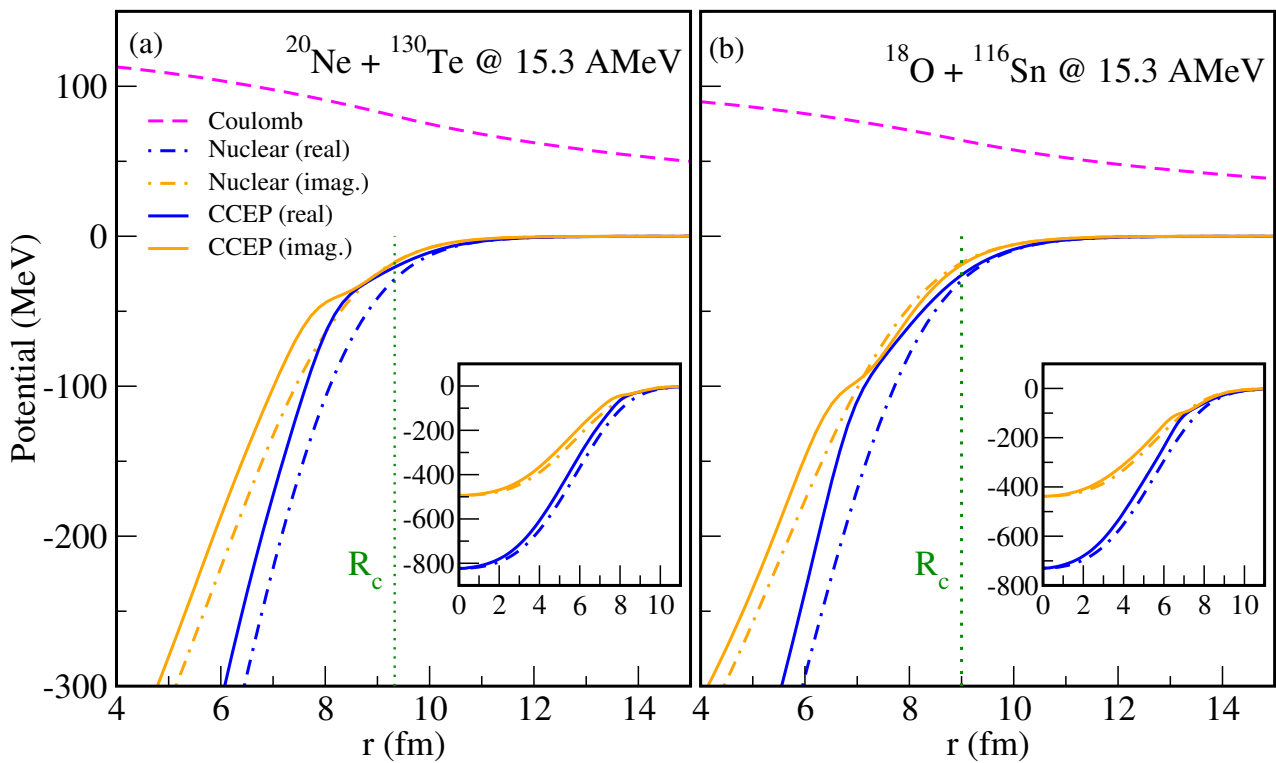 (a)
²⁰Ne + ¹³⁰Te @ 15.3 AMeV
Coulomb
Nuclear (real)
Nuclear (imag.)
CCEP (real)
CCEP (imag.)
100
0
-100
-200
-300
Potential (MeV)
R_c
0
-200
-400
-600
-800
0 2 4 6 8 10
4 6 8 10 12 14
r (fm)
(b)
¹⁸O + ¹¹⁶Sn @ 15.3 AMeV
R_c
0
-200
-400
-600
-800
0 2 4 6 8 10
4 6 8 10 12 14
r (fm)